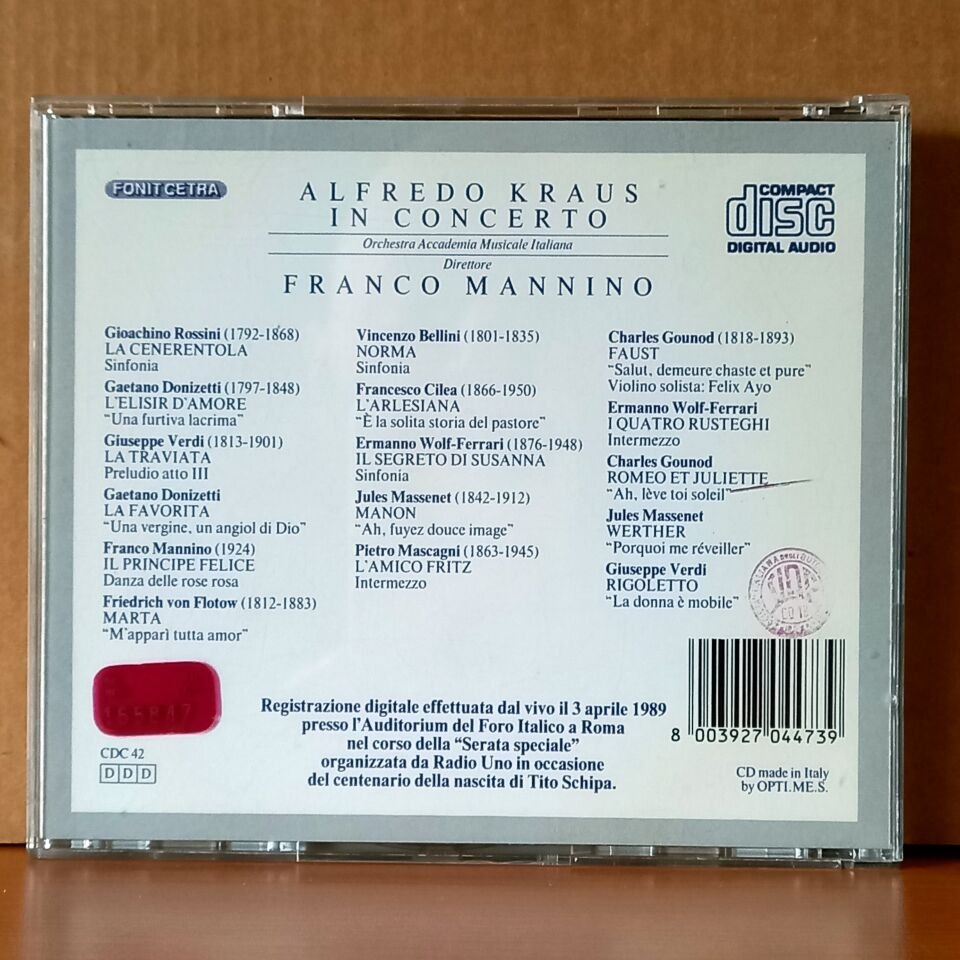 FONIT CETRA
ALFREDO KRAUS
IN CONCERTO
Orchestra Accademia Musicale Italiana
Direttore
FRANCO MANNINO
COMPACT
disc
DIGITAL AUDIO
Gioachino Rossini (1792-1868)
LA CENERENTOLA
Sinfonia
Gaetano Donizetti (1797-1848)
L'ELISIR D'AMORE
“Una furtiva lacrima”
Giuseppe Verdi (1813-1901)
LA TRAVIATA
Preludio atto III
Gaetano Donizetti
LA FAVORITA
“Una vergine, un angiol di Dio”
Franco Mannino (1924)
IL PRINCIPE FELICE
Danza delle rose rosa
Friedrich von Flotow (1812-1883)
MARTA
“M'apparì tutta amor”
Vincenzo Bellini (1801-1835)
NORMA
Sinfonia
Francesco Cilea (1866-1950)
L'ARLESIANA
“È la solita storia del pastore”
Ermanno Wolf-Ferrari (1876-1948)
IL SEGRETO DI SUSANNA
Sinfonia
Jules Massenet (1842-1912)
MANON
“Ah, fuyez douce image”
Pietro Mascagni (1863-1945)
L'AMICO FRITZ
Intermezzo
Charles Gounod (1818-1893)
FAUST
“Salut, demeure chaste et pure”
Violino solista: Felix Ayo
Ermanno Wolf-Ferrari
I QUATRO RUSTEGHI
Intermezzo
Charles Gounod
ROMEO ET JULIETTE
“Ah, lève toi soleil”
Jules Massenet
WERTHER
“Porquoi me réveiller”
Giuseppe Verdi
RIGOLETTO
“La donna è mobile”
CDC 42
DDD
Registrazione digitale effettuata dal vivo il 3 aprile 1989
presso l'Auditorium del Foro Italico a Roma
nel corso della “Serata speciale”
organizzata da Radio Uno in occasione
del centenario della nascita di Tito Schipa.
8 003927 044739
CD made in Italy
by OPTI.ME.S.